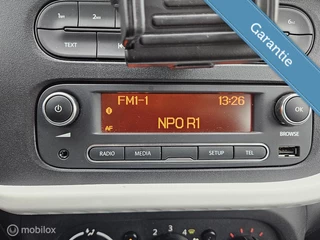 Garantie
1
2
6
TEXT
FM1-1
13:26
AF
NPO R1
OK
BROWSE
RADIO
MEDIA
SETUP
TEL
mobilox